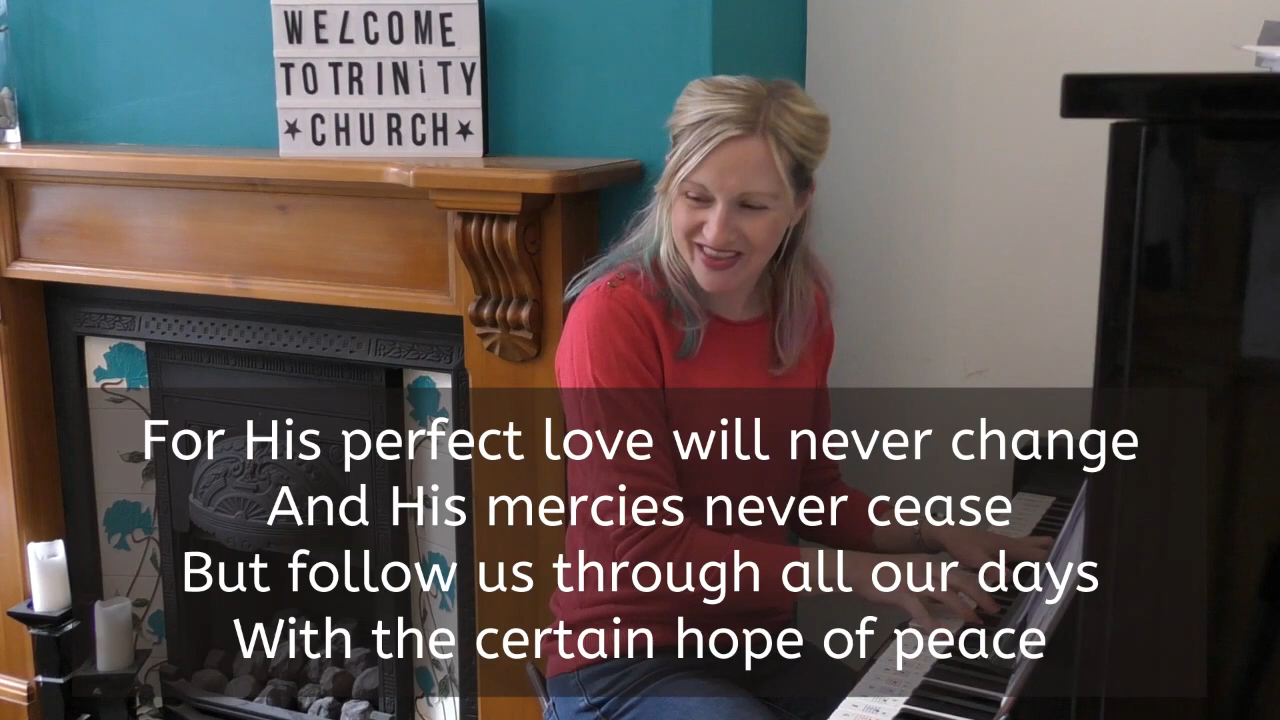 WELCOME
TO TRINiTY
★CHURCH★
For His perfect love will never change
And His mercies never cease
But follow us through all our days
With the certain hope of peace